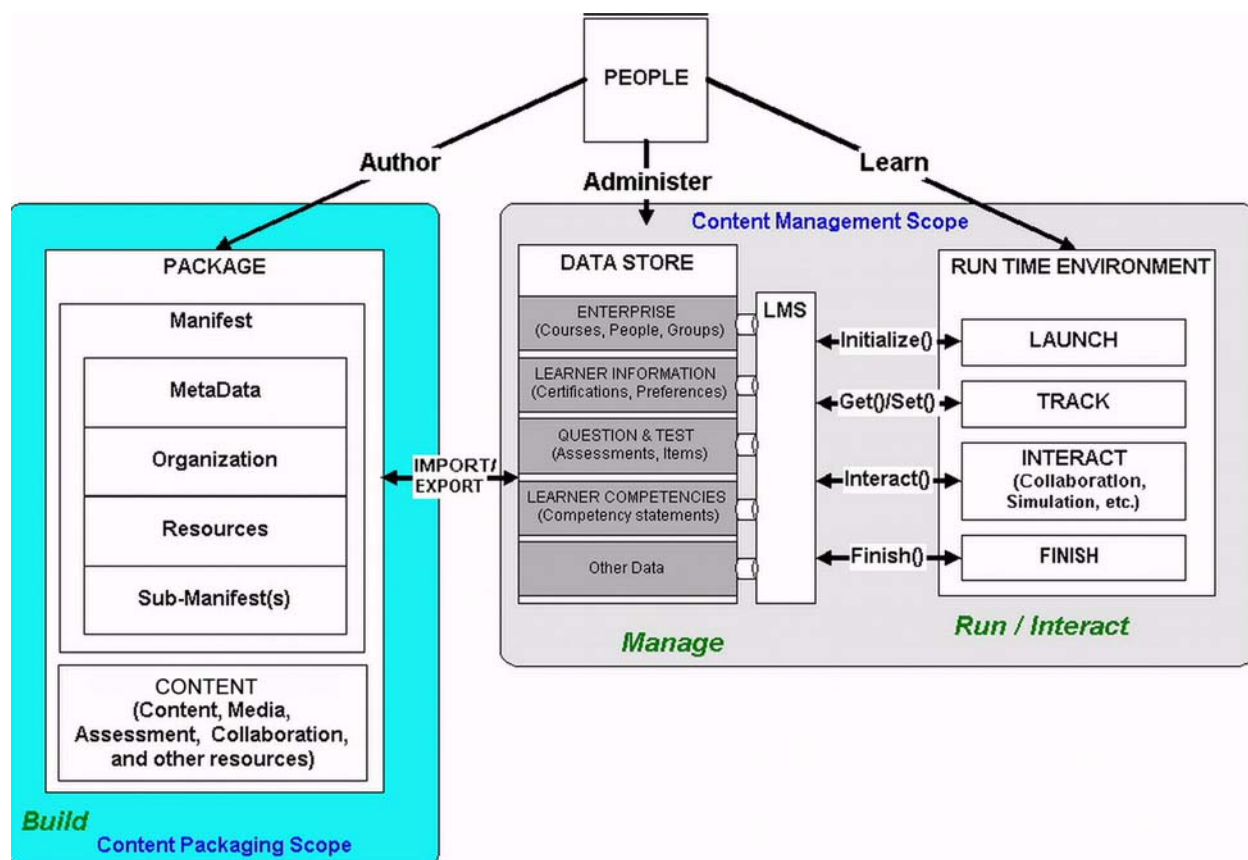 PEOPLE
Author
Administer
Learn
Content Management Scope
PACKAGE
Manifest
MetaData
Organization
Resources
Sub-Manifest(s)
CONTENT
(Content, Media,
Assessment, Collaboration,
and other resources)
Build
Content Packaging Scope
IMPORT/
EXPORT
DATA STORE
ENTERPRISE
(Courses, People, Groups)
LEARNER INFORMATION
(Certifications, Preferences)
QUESTION & TEST
(Assessments, Items)
LEARNER COMPETENCIES
(Competency statements)
Other Data
LMS
Manage
Initialize()
Get()/Set()
Interact()
Finish()
RUN TIME ENVIRONMENT
LAUNCH
TRACK
INTERACT
(Collaboration,
Simulation, etc.)
FINISH
Run / Interact